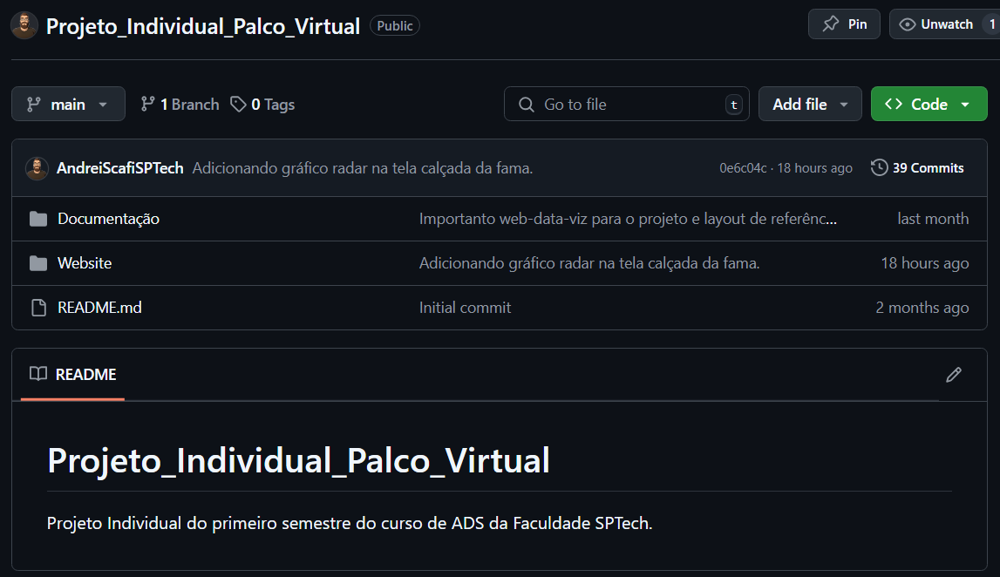 Projeto_Individual_Palco_Virtual Public Pin Unwatch 1
main 1 Branch 0 Tags Go to file t Add file Code
AndreiScafiSPTech Adicionando gráfico radar na tela calçada da fama. 0e6c04c · 18 hours ago 39 Commits
Documentação Importanto web-data-viz para o projeto e layout de referênc... last month
Website Adicionando gráfico radar na tela calçada da fama. 18 hours ago
README.md Initial commit 2 months ago
README
Projeto_Individual_Palco_Virtual
Projeto Individual do primeiro semestre do curso de ADS da Faculdade SPTech.